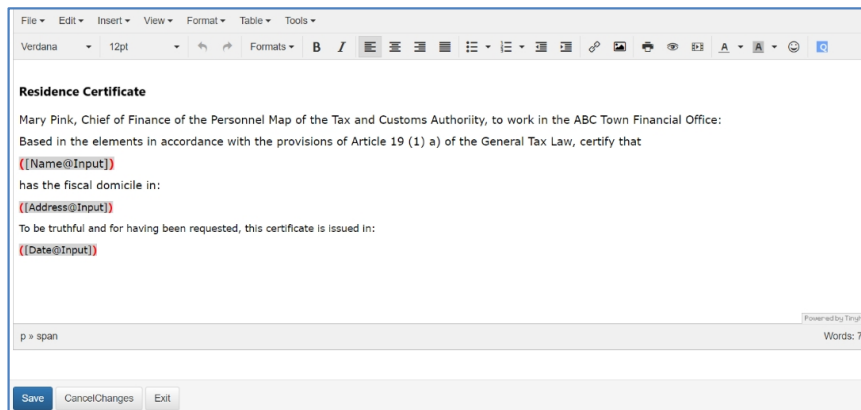 File Edit Insert View Format Table Tools
Verdana 12pt Formats B I A A
Residence Certificate
Mary Pink, Chief of Finance of the Personnel Map of the Tax and Customs Authoriity, to work in the ABC Town Financial Office:
Based in the elements in accordance with the provisions of Article 19 (1) a) of the General Tax Law, certify that
([Name@Input])
has the fiscal domicile in:
([Address@Input])
To be truthful and for having been requested, this certificate is issued in:
([Date@Input])
Powered by Tiny
p » span Words: 7
Save CancelChanges Exit